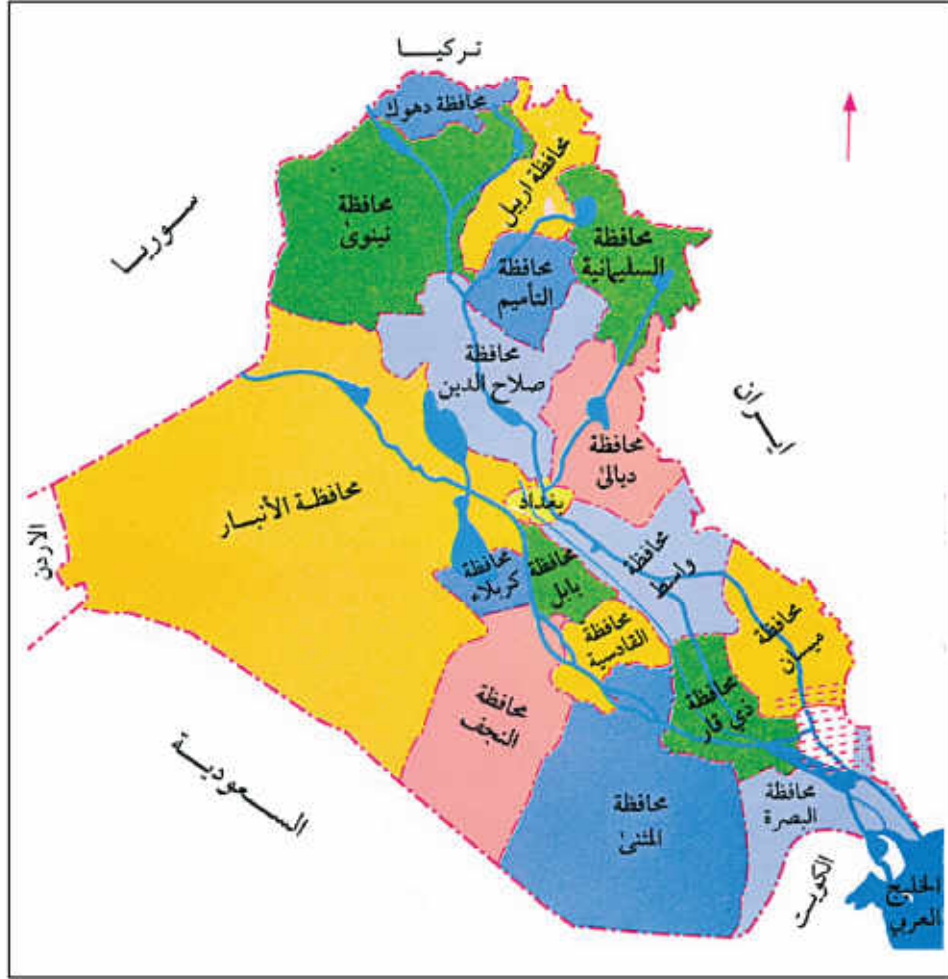 تركيا
محافظة دهوك
محافظة اربيل
محافظة
نينوىٰ
سوريا
محافظة
السليمانية
محافظة
التأميم
محافظة
صلاح الدين
ايران
محافظة
ديالىٰ
بغداد
محافظة الأنبار
الاردن
محافظة
كربلاء
محافظة
بابل
محافظة
واسط
محافظة
القادسية
محافظة
ميسان
محافظة
ذي قار
محافظة
النجف
السعودية
محافظة
المثنىٰ
محافظة
البصرة
الكويت
الخليج
العربي